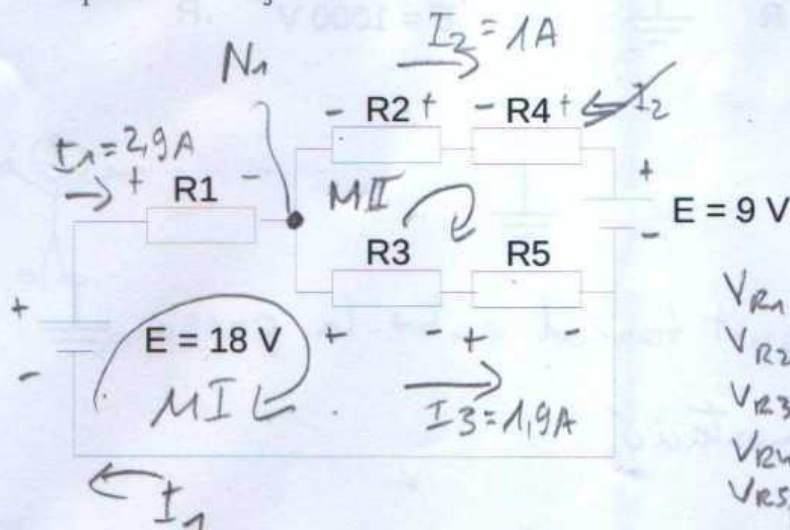 I2 = 1A
N1
- R2 + - R4 + I2
I1 = 2,9A
+ R1 -
MII
+
E = 9 V
-
R3 R5
+ - + -
+
E = 18 V
-
MI
I3 = 1,9A
I1
VR1
VR2
VR3
VR4
VR5